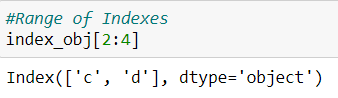 #Range of Indexes
index_obj[2:4]
Index(['c', 'd'], dtype='object')